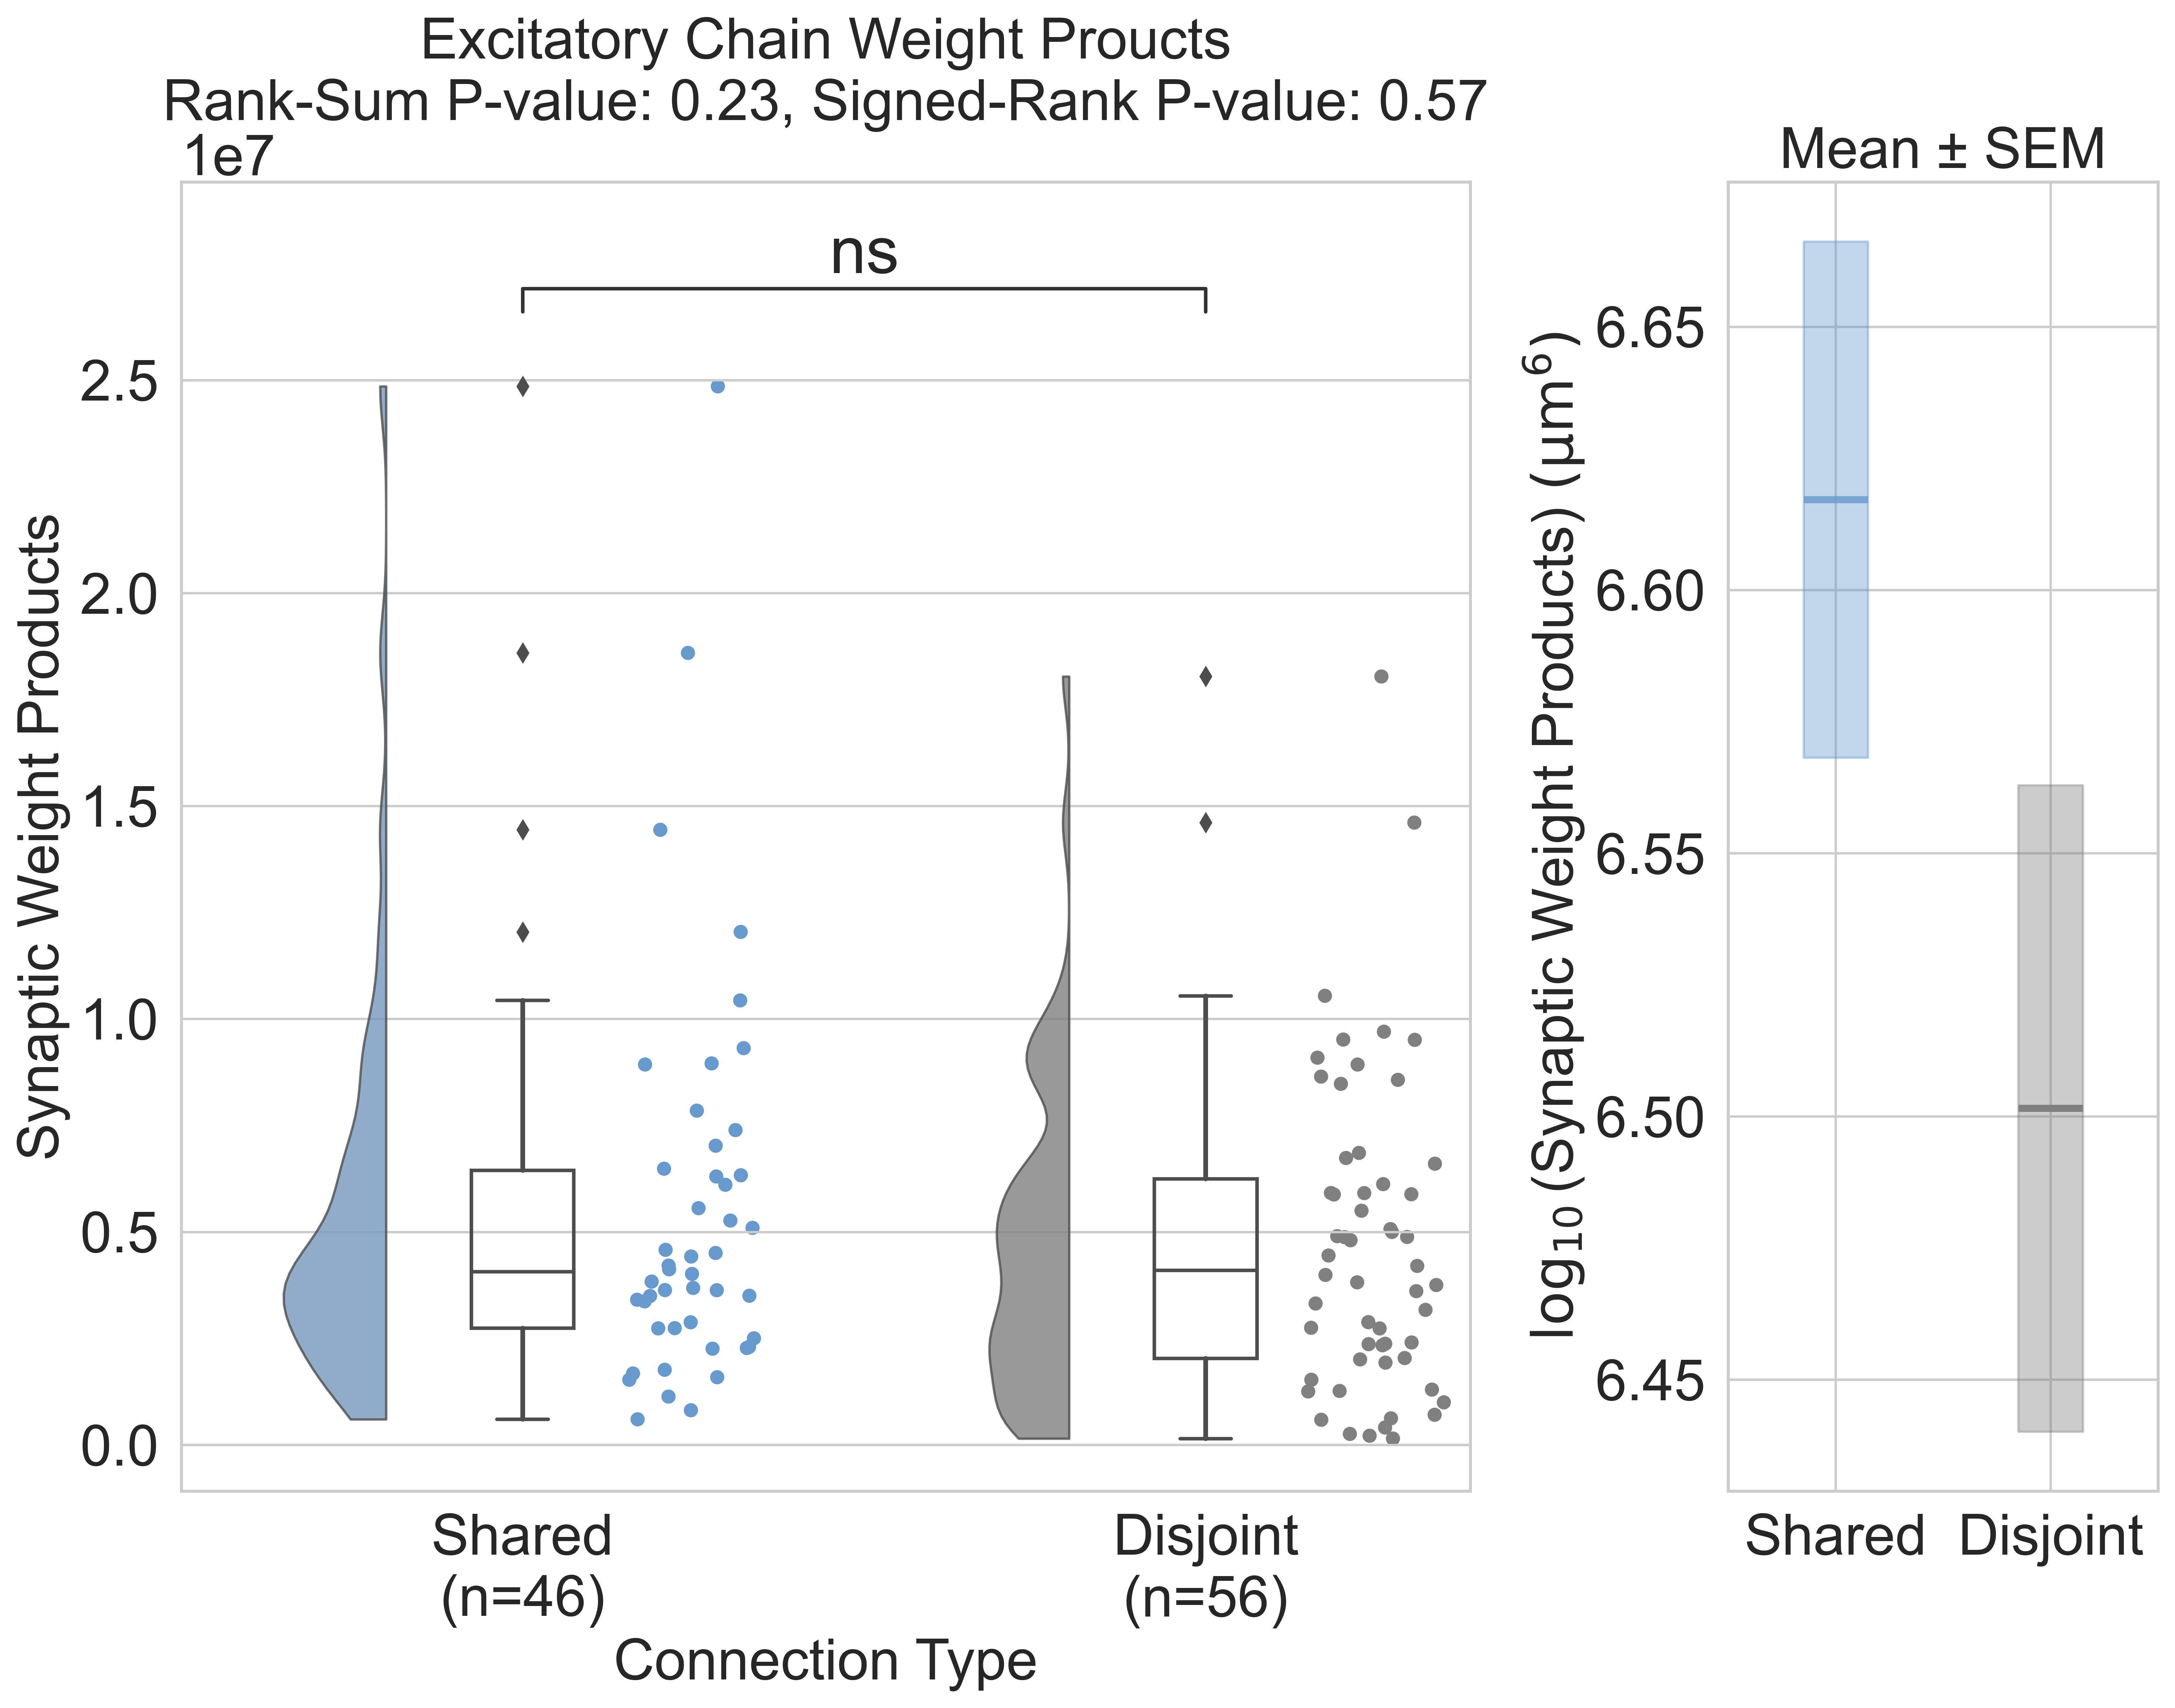 Excitatory Chain Weight Proucts
Rank-Sum P-value: 0.23, Signed-Rank P-value: 0.57
1e7
ns
2.5
2.0
1.5
1.0
0.5
0.0
Synaptic Weight Products
Shared
(n=46)
Disjoint
(n=56)
Connection Type
Mean ± SEM
6.65
6.60
6.55
6.50
6.45
log₁₀ (Synaptic Weight Products) (µm⁶)
Shared
Disjoint